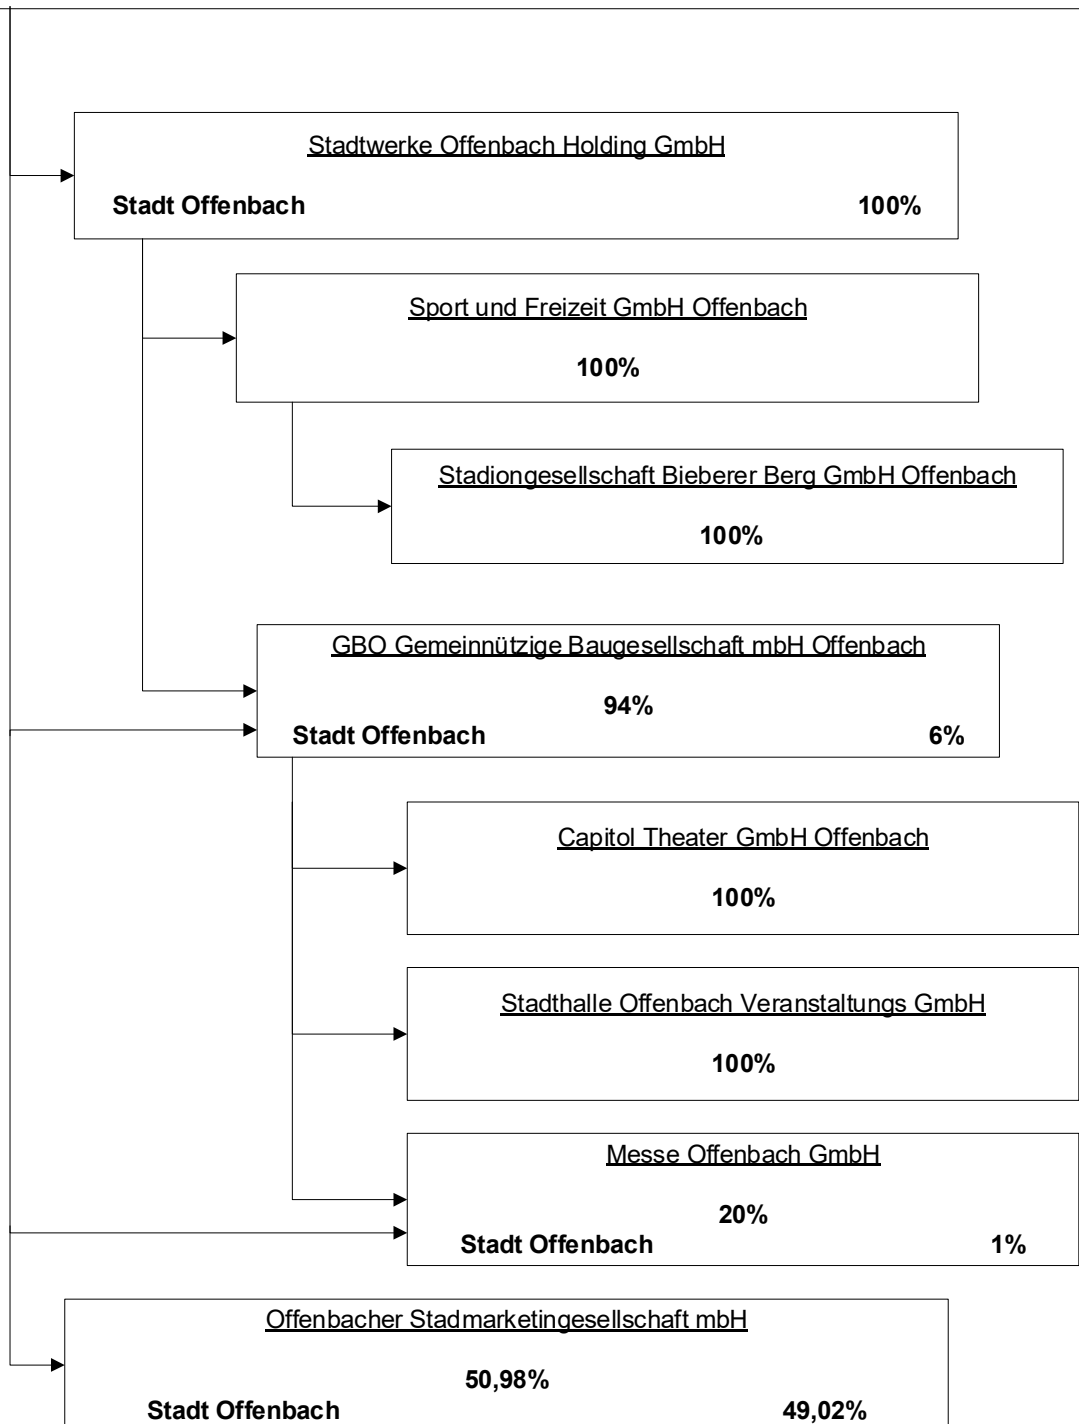 Stadtwerke Offenbach Holding GmbH
Stadt Offenbach 100%
Sport und Freizeit GmbH Offenbach
100%
Stadiongesellschaft Bieberer Berg GmbH Offenbach
100%
GBO Gemeinnützige Baugesellschaft mbH Offenbach
94%
Stadt Offenbach 6%
Capitol Theater GmbH Offenbach
100%
Stadthalle Offenbach Veranstaltungs GmbH
100%
Messe Offenbach GmbH
20%
Stadt Offenbach 1%
Offenbacher Stadmarketingesellschaft mbH
50,98%
Stadt Offenbach 49,02%